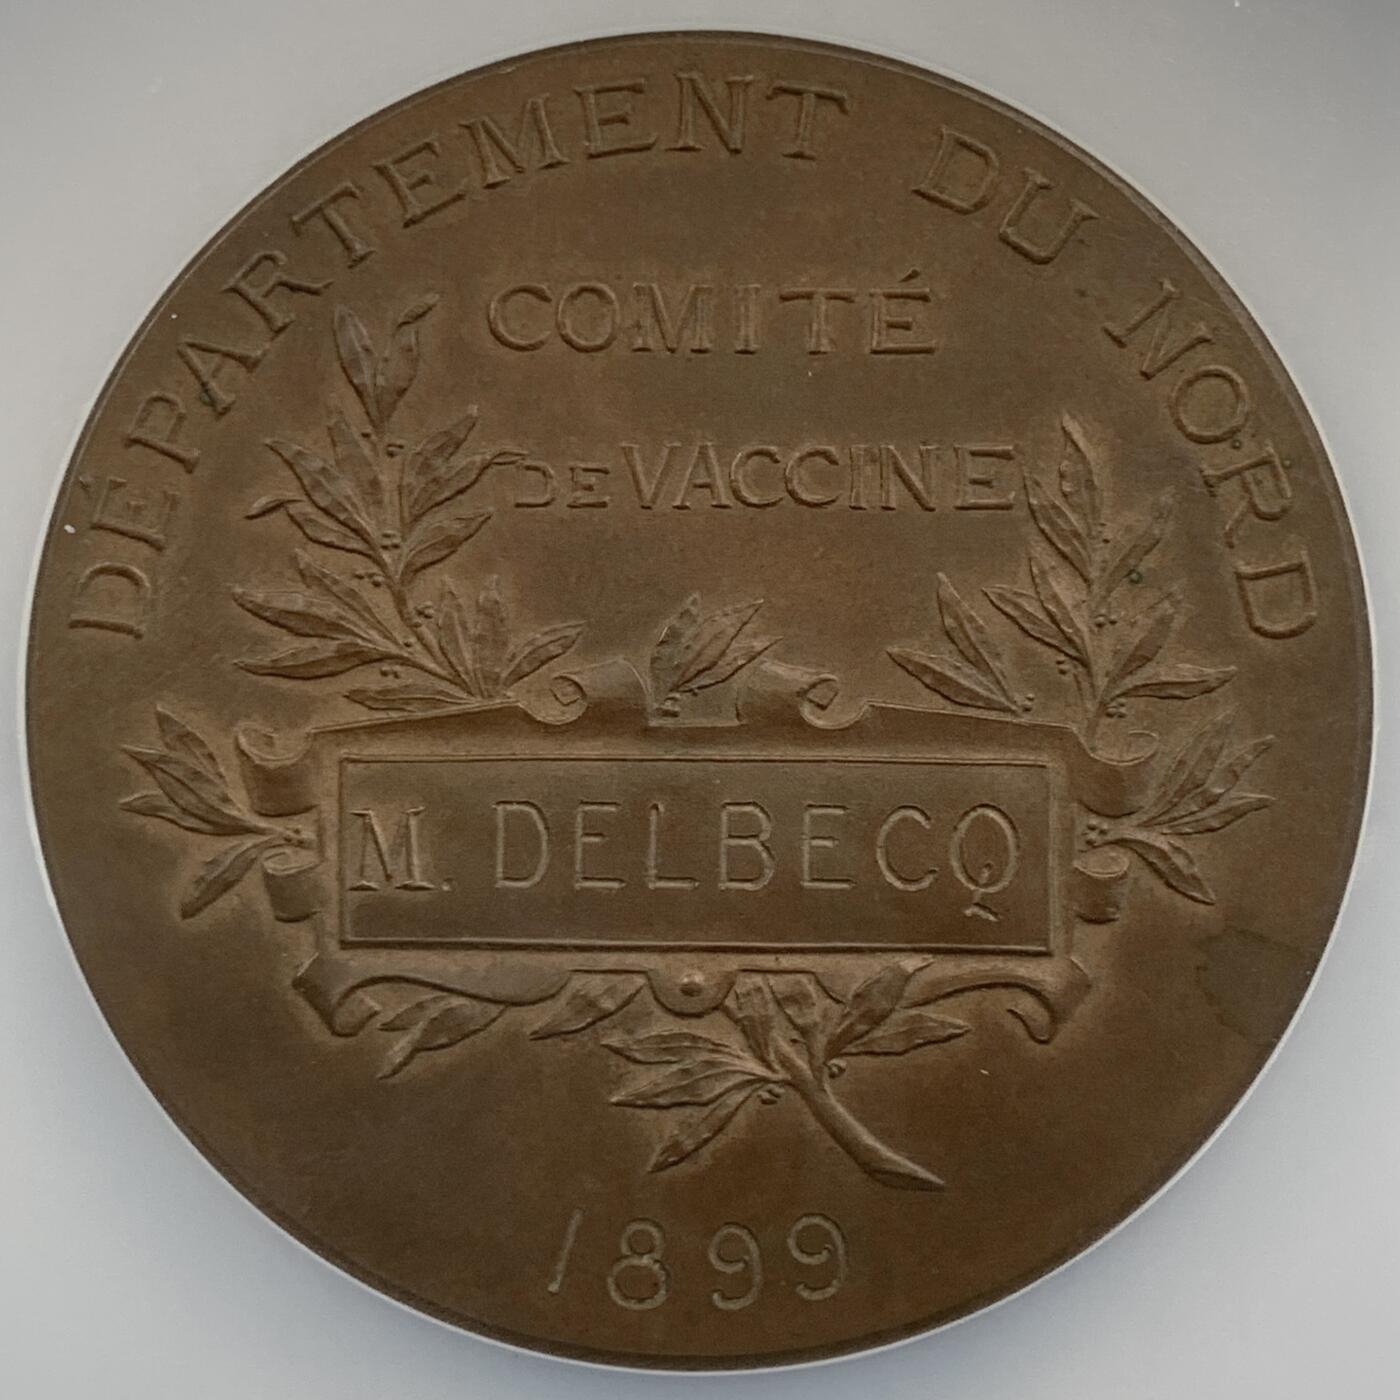 DÉPARTEMENT DU NORD
COMITÉ
DE VACCINE
M. DELBECQ
1899